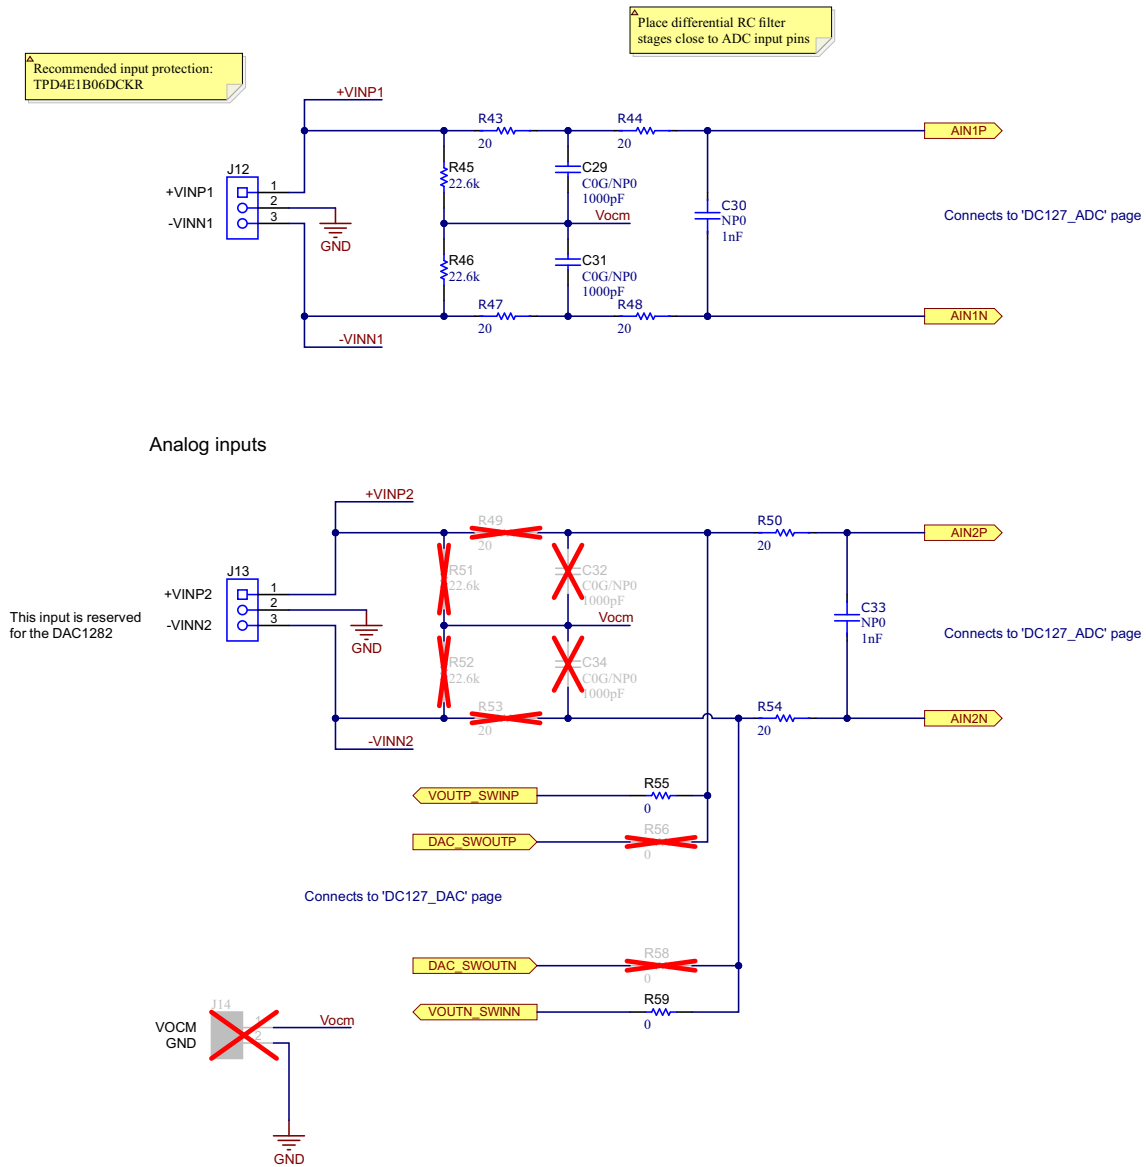 Place differential RC filter
stages close to ADC input pins
Recommended input protection:
TPD4E1B06DCKR
+VINP1
R43
20
R44
20
AIN1P
J12
+VINP1
1
2
-VINN1
3
GND
R45
22.6k
C29
C0G/NP0
1000pF
Vocm
C30
NP0
1nF
Connects to 'DC127_ADC' page
R46
22.6k
C31
C0G/NP0
1000pF
R47
20
R48
20
AIN1N
-VINN1
Analog inputs
+VINP2
R49
20
R50
20
AIN2P
R51
22.6k
C32
C0G/NP0
1000pF
J13
+VINP2
1
2
-VINN2
3
GND
This input is reserved
for the DAC1282
Vocm
C33
NP0
1nF
Connects to 'DC127_ADC' page
R52
22.6k
C34
C0G/NP0
1000pF
R53
20
R54
20
AIN2N
-VINN2
R55
VOUTP_SWINP
0
R56
DAC_SWOUTP
0
Connects to 'DC127_DAC' page
R58
DAC_SWOUTN
0
R59
VOUTN_SWINN
0
J14
VOCM
1
Vocm
GND
2
GND